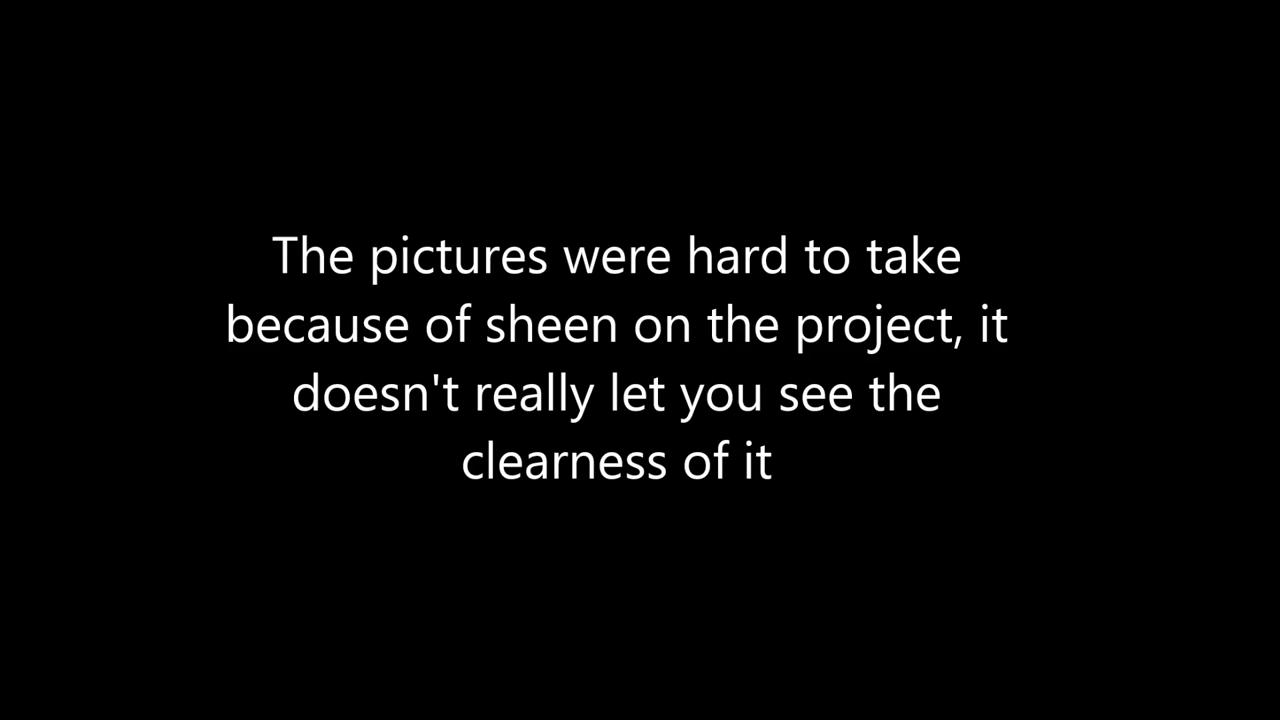 The pictures were hard to take
because of sheen on the project, it
doesn't really let you see the
clearness of it